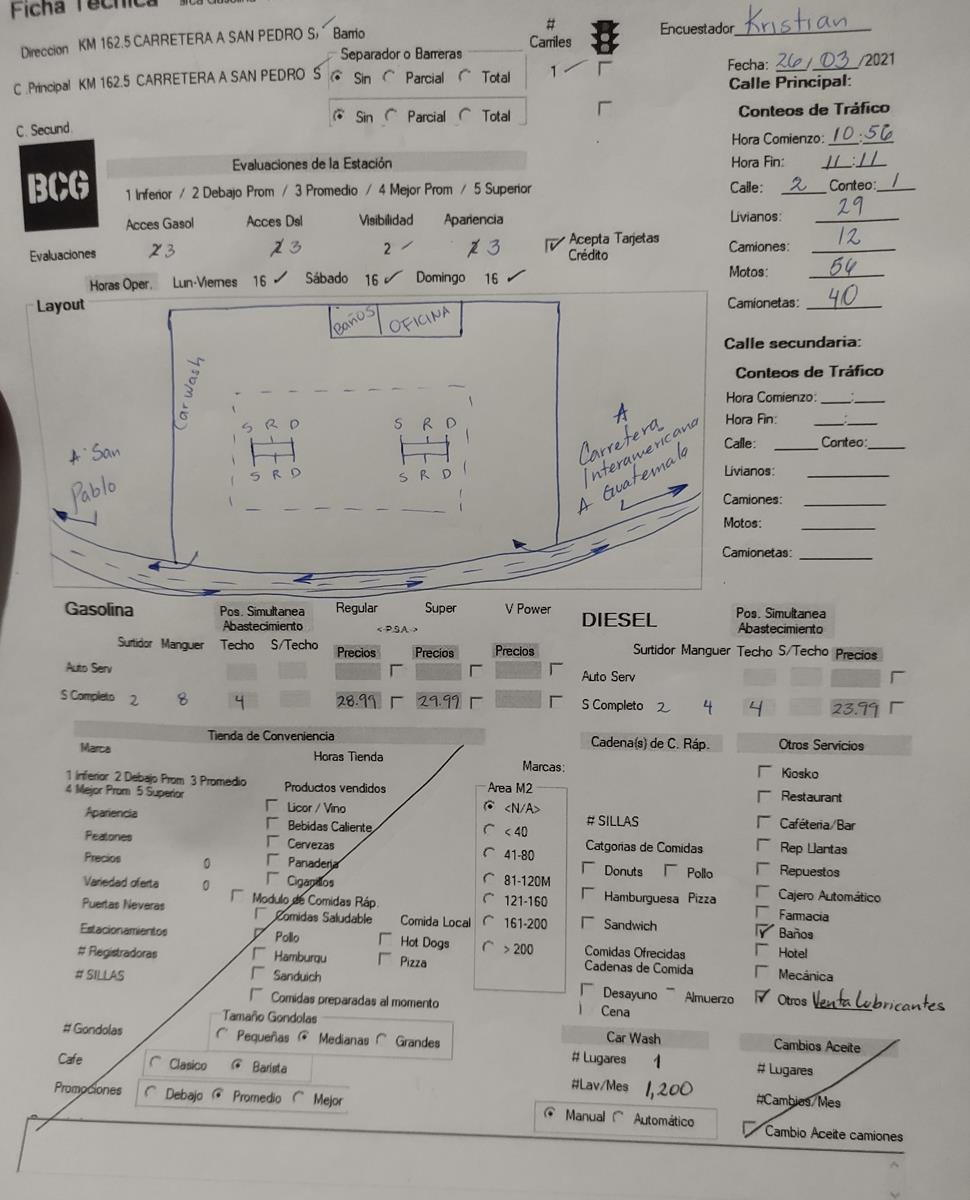 Ficha Técnica
Direccion KM 162.5 CARRETERA A SAN PEDRO S, Barrio
C .Principal KM 162.5 CARRETERA A SAN PEDRO S
Separador o Barreras
Sin Parcial Total
Sin Parcial Total
C. Secund.
# Carriles
1
Encuestador Kristian
Fecha: 26/03/2021
Calle Principal:
Conteos de Tráfico
Hora Comienzo: 10:56
Hora Fin: 11:11
Calle: 2 Conteo: 1
Livianos: 29
Camiones: 12
Motos: 56
Camionetas: 40
BCG
Evaluaciones de la Estación
1 Inferior / 2 Debajo Prom / 3 Promedio / 4 Mejor Prom / 5 Superior
Acces Gasol Acces Dsl Visibilidad Apariencia
Evaluaciones 2 3 2 3 2 2 3
Acepta Tarjetas Crédito
Horas Oper. Lun-Viernes 16 Sábado 16 Domingo 16
Layout
Baños OFICINA
Car wash
S R D
S R D
S R D
S R D
A San
Pablo
A
Carretera
Interamericana
A Guatemala
Calle secundaria:
Conteos de Tráfico
Hora Comienzo: ___:___
Hora Fin: ___:___
Calle: Conteo:
Livianos:
Camiones:
Motos:
Camionetas:
Gasolina
Pos. Simultanea Abastecimiento
Regular Super V Power
< P.S.A. >
Surtidor Manguer Techo S/Techo Precios Precios Precios
Auto Serv
S Completo 2 8 4 28.99 29.99
DIESEL
Pos. Simultanea Abastecimiento
Surtidor Manguer Techo S/Techo Precios
Auto Serv
S Completo 2 4 4 23.99
Tienda de Conveniencia
Marca
Horas Tienda
1 Inferior 2 Debajo Prom 3 Promedio
4 Mejor Prom 5 Superior
Apariencia
Peatones
Precios 0
Variedad oferta 0
Puertas Neveras
Estacionamientos
# Registradoras
# SILLAS
# Gondolas
Cafe
Promociones
Productos vendidos
Licor / Vino
Bebidas Caliente
Cervezas
Panaderia
Cigarrillos
Modulo de Comidas Ráp.
Comidas Saludable
Comida Local
Pollo Hot Dogs
Hamburgu Pizza
Sanduich
Comidas preparadas al momento
Tamaño Gondolas
Pequeñas Medianas Grandes
Clasico Barista
Debajo Promedio Mejor
Marcas:
Area M2
<N/A>
< 40
41-80
81-120M
121-160
161-200
> 200
Cadena(s) de C. Ráp.
# SILLAS
Catgorias de Comidas
Donuts Pollo
Hamburguesa Pizza
Sandwich
Comidas Ofrecidas
Cadenas de Comida
Desayuno Almuerzo
Cena
Car Wash
# Lugares 1
#Lav/Mes 1,200
Manual Automático
Otros Servicios
Kiosko
Restaurant
Caféteria/Bar
Rep Llantas
Repuestos
Cajero Automático
Farmacia
Baños
Hotel
Mecánica
Otros Venta Lubricantes
Cambios Aceite
# Lugares
#Cambios/Mes
Cambio Aceite camiones